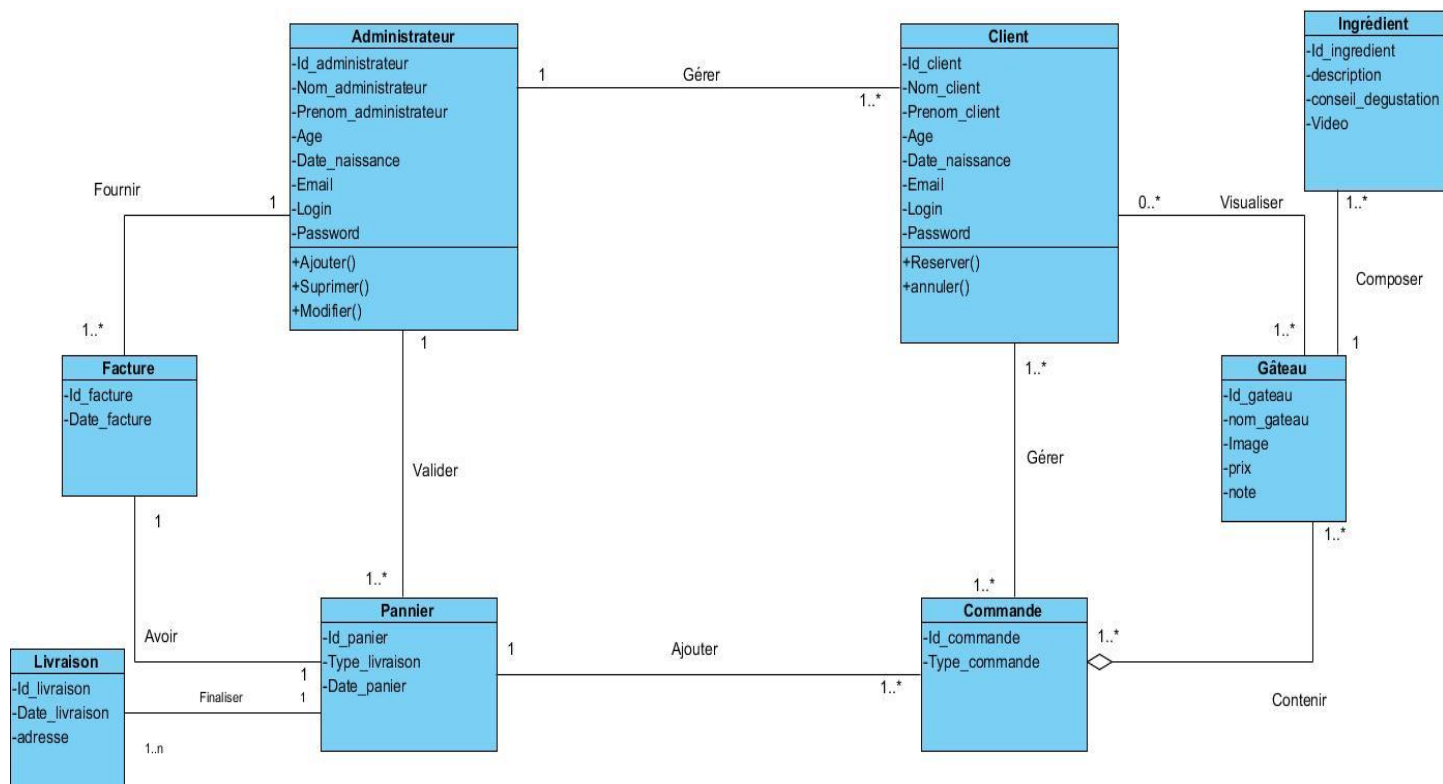 Administrateur
-Id_administrateur
-Nom_administrateur
-Prenom_administrateur
-Age
-Date_naissance
-Email
-Login
-Password
+Ajouter()
+Suprimer()
+Modifier()
1
Gérer
1..*
Client
-Id_client
-Nom_client
-Prenom_client
-Age
-Date_naissance
-Email
-Login
-Password
+Reserver()
+annuler()
Ingrédient
-Id_ingredient
-description
-conseil_degustation
-Video
Fournir
1
1..*
0..*
Visualiser
1..*
1..*
Composer
1
Facture
-Id_facture
-Date_facture
1
Valider
1..*
1..*
Gérer
1..*
Gâteau
-Id_gateau
-nom_gateau
-Image
-prix
-note
1
Avoir
1
Pannier
-Id_panier
-Type_livraison
-Date_panier
1
Ajouter
1..*
Commande
-Id_commande
-Type_commande
1..*
1..*
Contenir
Livraison
-Id_livraison
-Date_livraison
-adresse
Finaliser
1
1..n